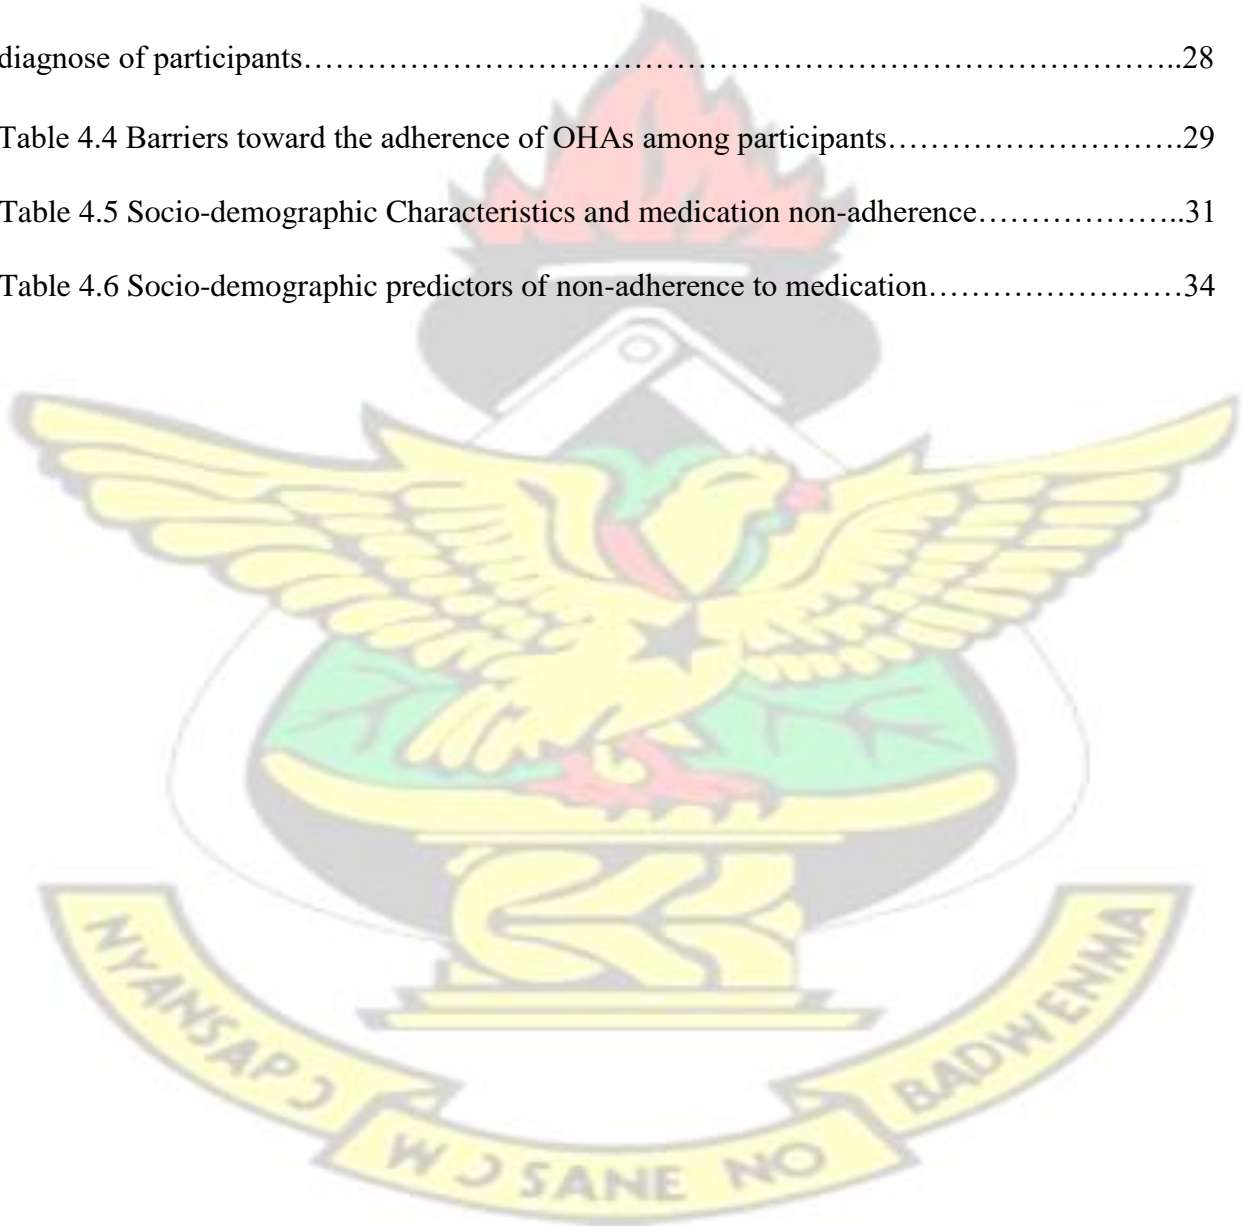 diagnose of participants…………………………………………………………………………..28
Table 4.4 Barriers toward the adherence of OHAs among participants……………………….29
Table 4.5 Socio-demographic Characteristics and medication non-adherence………………..31
Table 4.6 Socio-demographic predictors of non-adherence to medication……………………34
NYANSAPƆ
WƆSANE NO
BADWENMA